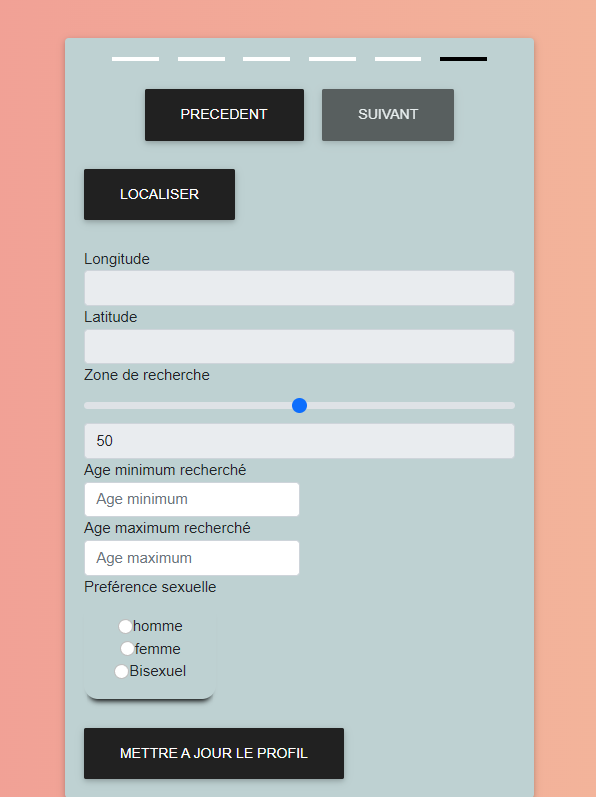 PRECEDENT SUIVANT
LOCALISER
Longitude
Latitude
Zone de recherche
50
Age minimum recherché
Age minimum
Age maximum recherché
Age maximum
Preférence sexuelle
homme
femme
Bisexuel
METTRE A JOUR LE PROFIL